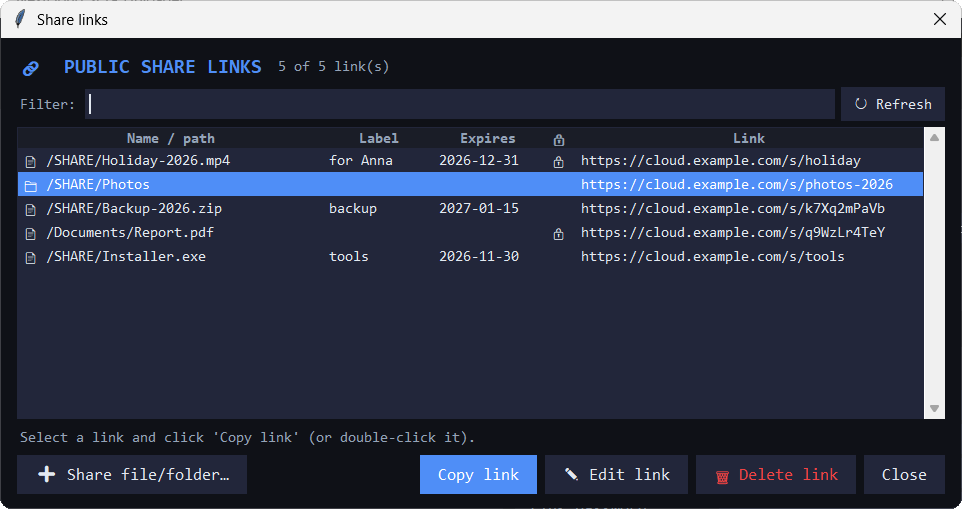 Share links
PUBLIC SHARE LINKS 5 of 5 link(s)
Filter: Refresh
Name / path Label Expires Link
/SHARE/Holiday-2026.mp4 for Anna 2026-12-31 https://cloud.example.com/s/holiday
/SHARE/Photos https://cloud.example.com/s/photos-2026
/SHARE/Backup-2026.zip backup 2027-01-15 https://cloud.example.com/s/k7Xq2mPaVb
/Documents/Report.pdf https://cloud.example.com/s/q9WzLr4TeY
/SHARE/Installer.exe tools 2026-11-30 https://cloud.example.com/s/tools
Select a link and click 'Copy link' (or double-click it).
Share file/folder… Copy link Edit link Delete link Close